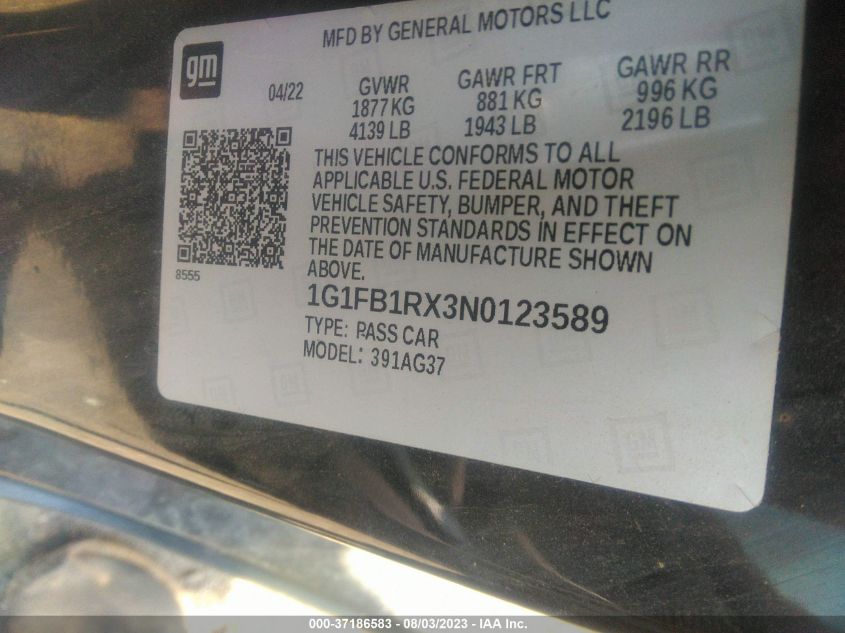 MFD BY GENERAL MOTORS LLC
gm
04/22
GVWR GAWR FRT GAWR RR
1877 KG 881 KG 996 KG
4139 LB 1943 LB 2196 LB
THIS VEHICLE CONFORMS TO ALL
APPLICABLE U.S. FEDERAL MOTOR
VEHICLE SAFETY, BUMPER, AND THEFT
PREVENTION STANDARDS IN EFFECT ON
THE DATE OF MANUFACTURE SHOWN
ABOVE.
8555
1G1FB1RX3N0123589
TYPE: PASS CAR
MODEL: 391AG37
000-37186583 - 08/03/2023 - IAA Inc.